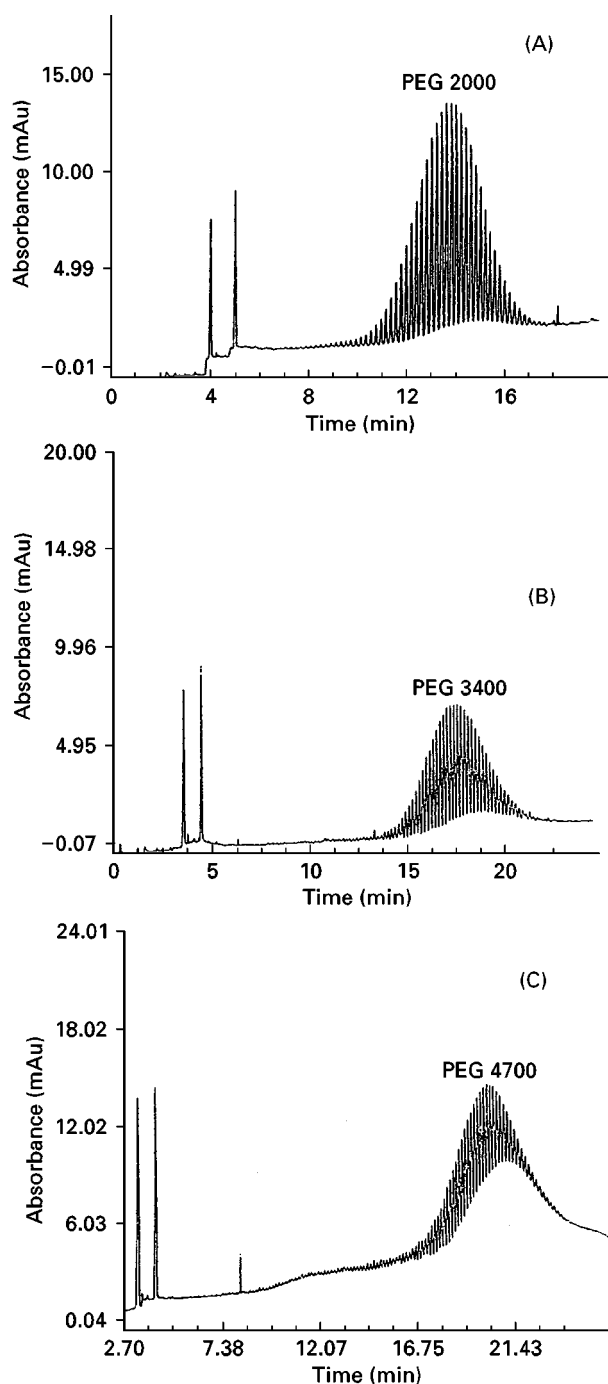 (A)
PEG 2000
15.00
10.00
4.99
−0.01
Absorbance (mAu)
0 4 8 12 16
Time (min)
20.00
(B)
14.98
9.96
PEG 3400
4.95
−0.07
Absorbance (mAu)
0 5 10 15 20
Time (min)
24.01
(C)
18.02
PEG 4700
12.02
6.03
0.04
Absorbance (mAu)
2.70 7.38 12.07 16.75 21.43
Time (min)